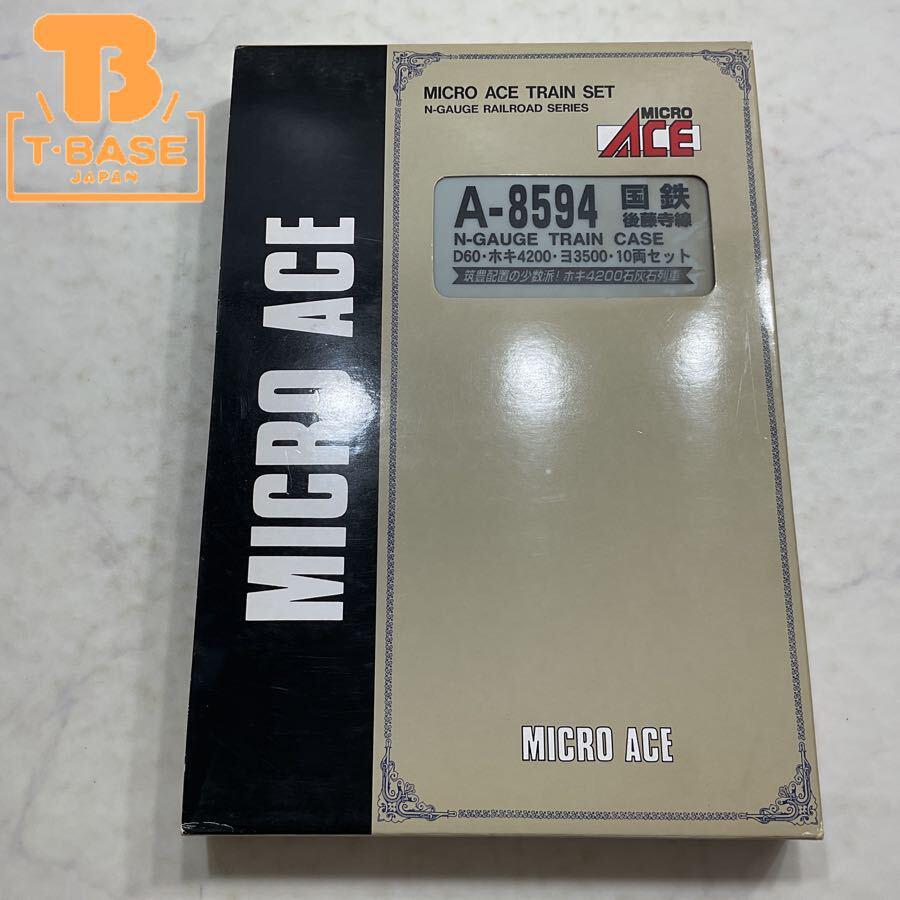 TB
T·BASE
JAPAN
MICRO ACE TRAIN SET
N-GAUGE RAILROAD SERIES
MICRO
ACE
A-8594 国鉄
後藤寺線
N-GAUGE TRAIN CASE
D60・ホキ4200・ヨ3500・10両セット
筑豊配置の少数派!ホキ4200石灰石列車
MICRO ACE
MICRO ACE